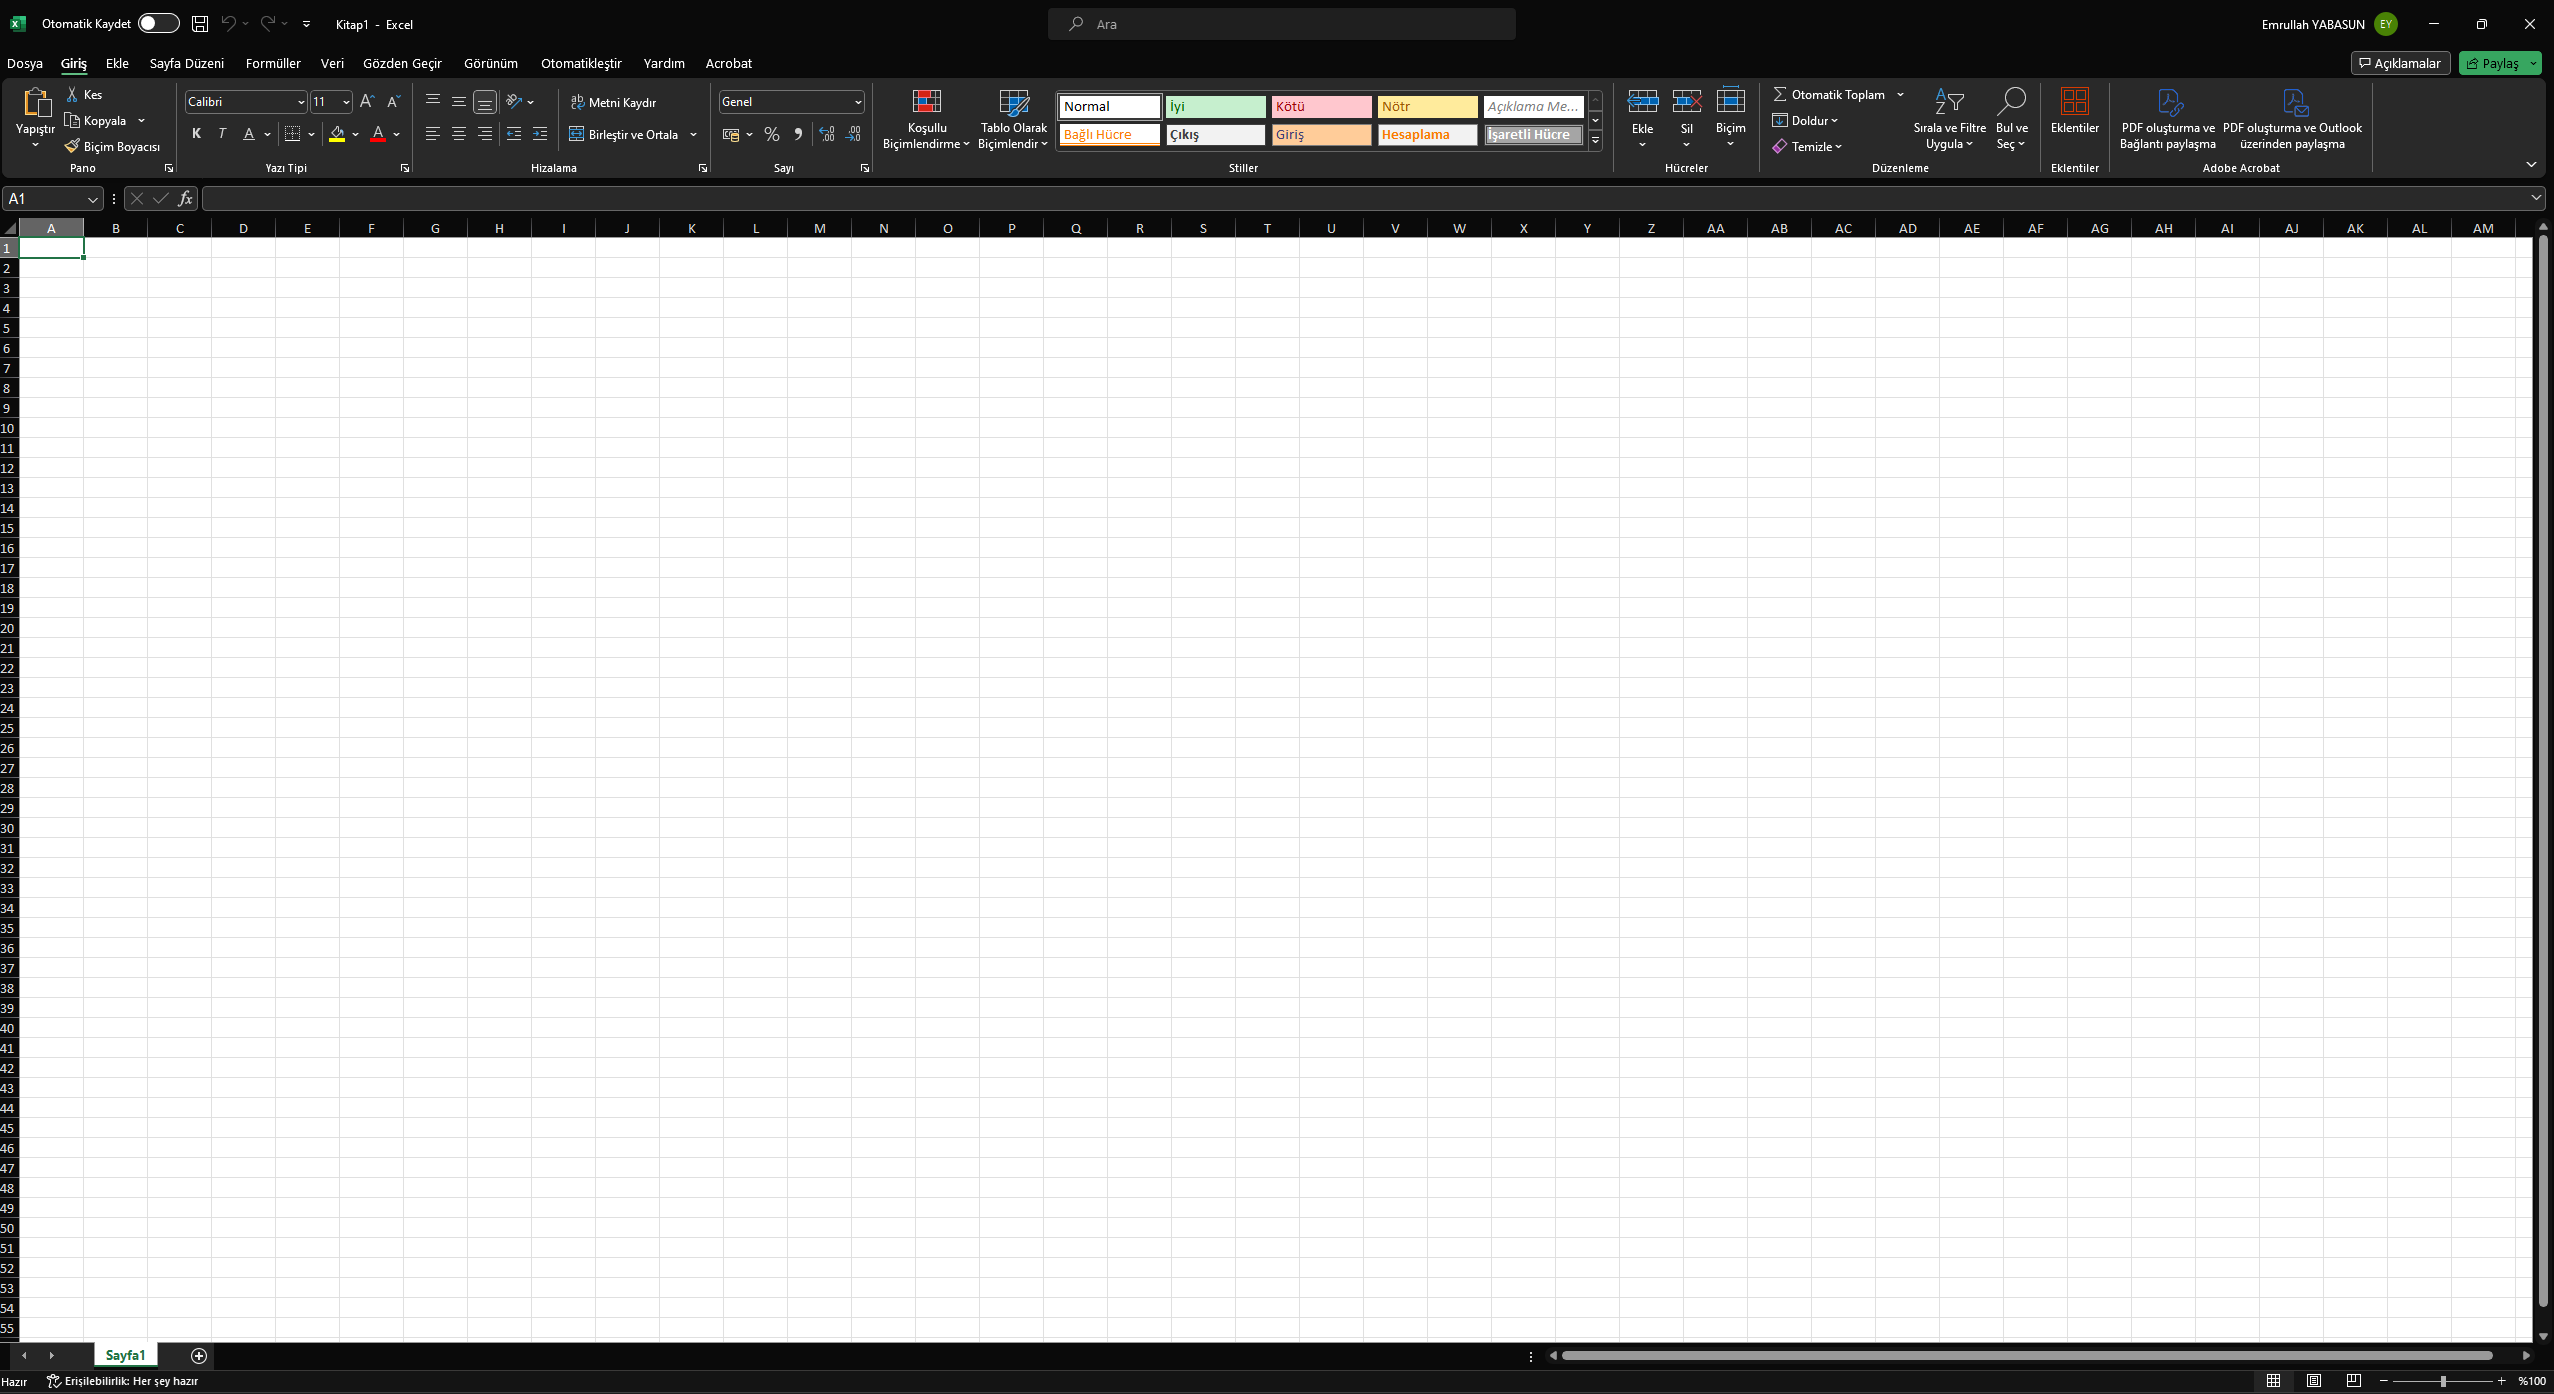 Otomatik Kaydet
Kitap1 - Excel
Ara
Emrullah YABASUN
EY
Dosya
Giriş
Ekle
Sayfa Düzeni
Formüller
Veri
Gözden Geçir
Görünüm
Otomatikleştir
Yardım
Acrobat
Açıklamalar
Paylaş
Yapıştır
Kes
Kopyala
Biçim Boyacısı
Pano
Calibri
11
K T A
Yazı Tipi
Metni Kaydır
Birleştir ve Ortala
Hizalama
Genel
Sayı
Koşullu
Biçimlendirme
Tablo Olarak
Biçimlendir
Normal
İyi
Kötü
Nötr
Açıklama Me...
Bağlı Hücre
Çıkış
Giriş
Hesaplama
İşaretli Hücre
Stiller
Ekle
Sil
Biçim
Hücreler
Otomatik Toplam
Doldur
Temizle
Sırala ve Filtre
Uygula
Bul ve
Seç
Düzenleme
Eklentiler
Eklentiler
PDF oluşturma ve
Bağlantı paylaşma
PDF oluşturma ve Outlook
üzerinden paylaşma
Adobe Acrobat
A1
fx
A B C D E F G H I J K L M N O P Q R S T U V W X Y Z AA AB AC AD AE AF AG AH AI AJ AK AL AM
1
2
3
4
5
6
7
8
9
10
11
12
13
14
15
16
17
18
19
20
21
22
23
24
25
26
27
28
29
30
31
32
33
34
35
36
37
38
39
40
41
42
43
44
45
46
47
48
49
50
51
52
53
54
55
Sayfa1
Hazır
Erişilebilirlik: Her şey hazır
%100